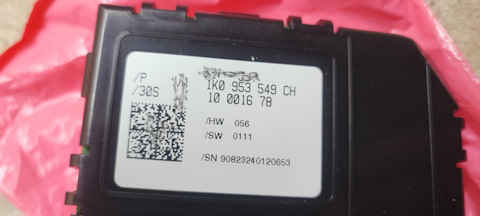 1K0 953 549 CH
10 0016 78
/P
/30S
/HW 056
/SW 0111
/SN 90823240120653